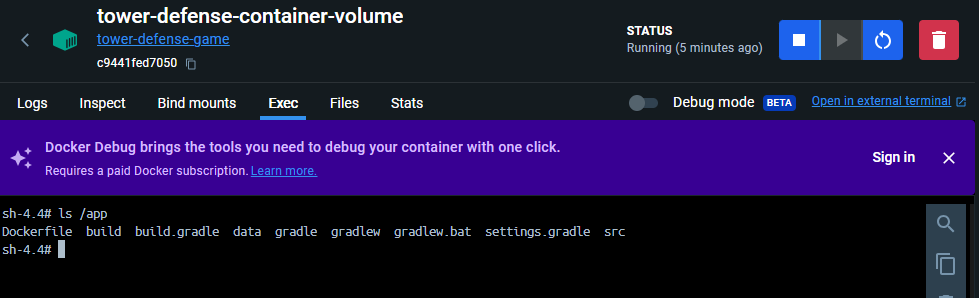 tower-defense-container-volume
tower-defense-game
c9441fed7050
STATUS
Running (5 minutes ago)
Logs Inspect Bind mounts Exec Files Stats
Debug mode BETA Open in external terminal
Docker Debug brings the tools you need to debug your container with one click.
Requires a paid Docker subscription. Learn more.
Sign in
sh-4.4# ls /app
Dockerfile build build.gradle data gradle gradlew gradlew.bat settings.gradle src
sh-4.4#